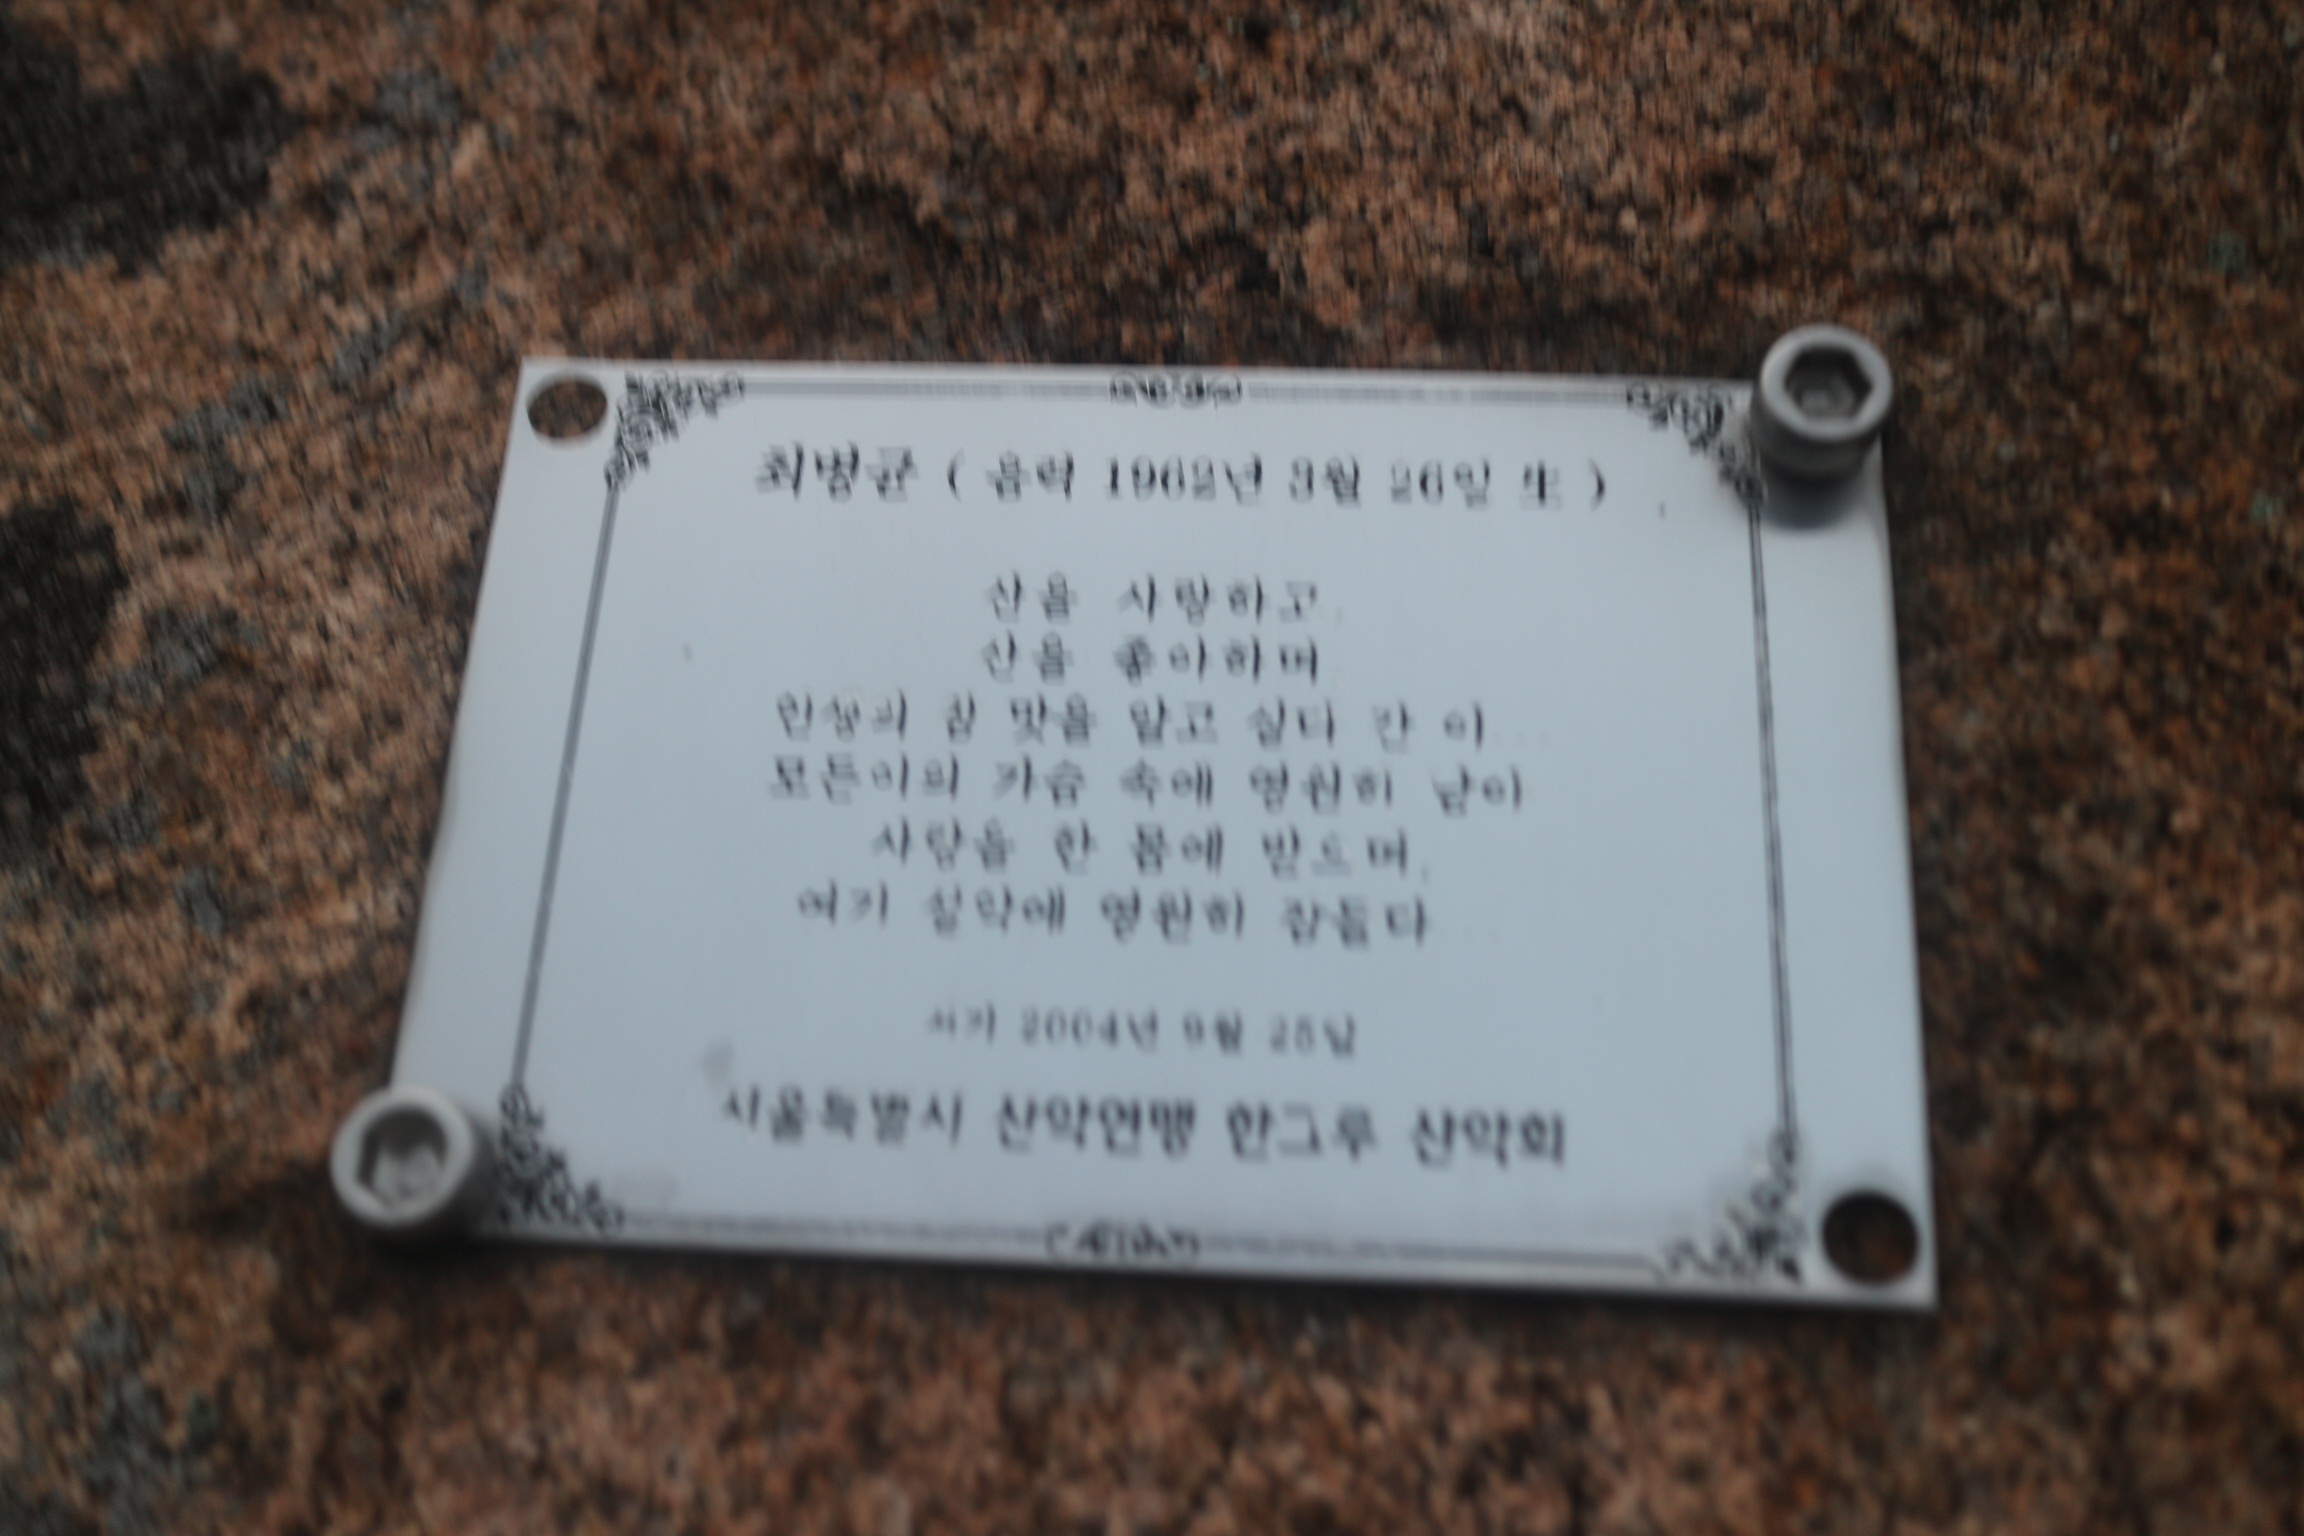 최병균 ( 음력 1962년 3월 26일 生 )
산을 사랑하고
산을 좋아하며
인생의 참 맛을 알고 살다 간 이
모든이의 가슴 속에 영원히 남아
사랑을 한 몸에 받으며
여기 설악에 영원히 잠들다
서기 2004년 9월 25일
서울특별시 산악연맹 한그루 산악회